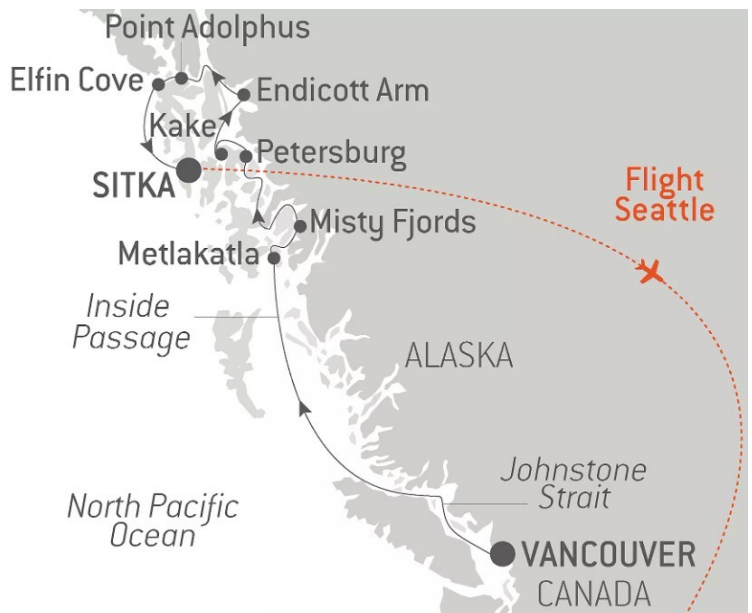 Point Adolphus
Elfin Cove
Endicott Arm
Kake
Petersburg
SITKA
Flight
Seattle
Misty Fjords
Metlakatla
Inside
Passage
ALASKA
Johnstone
Strait
North Pacific
Ocean
VANCOUVER
CANADA